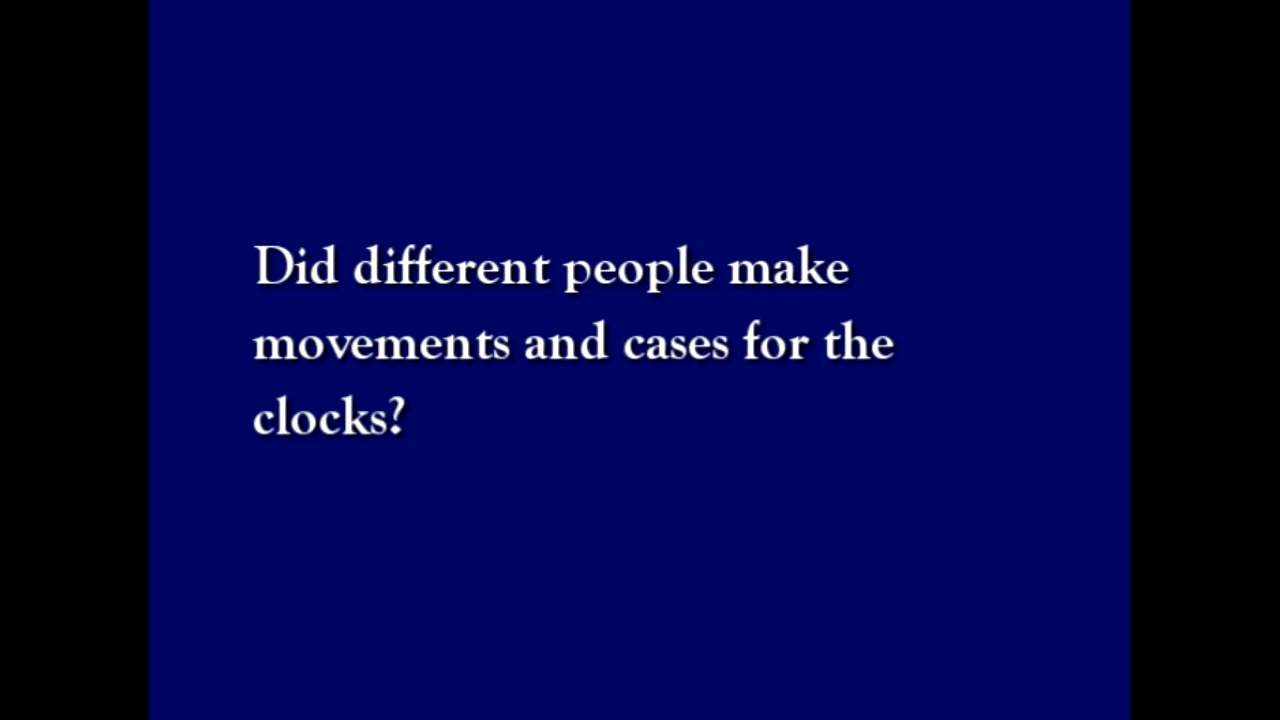 Did different people make
movements and cases for the
clocks?